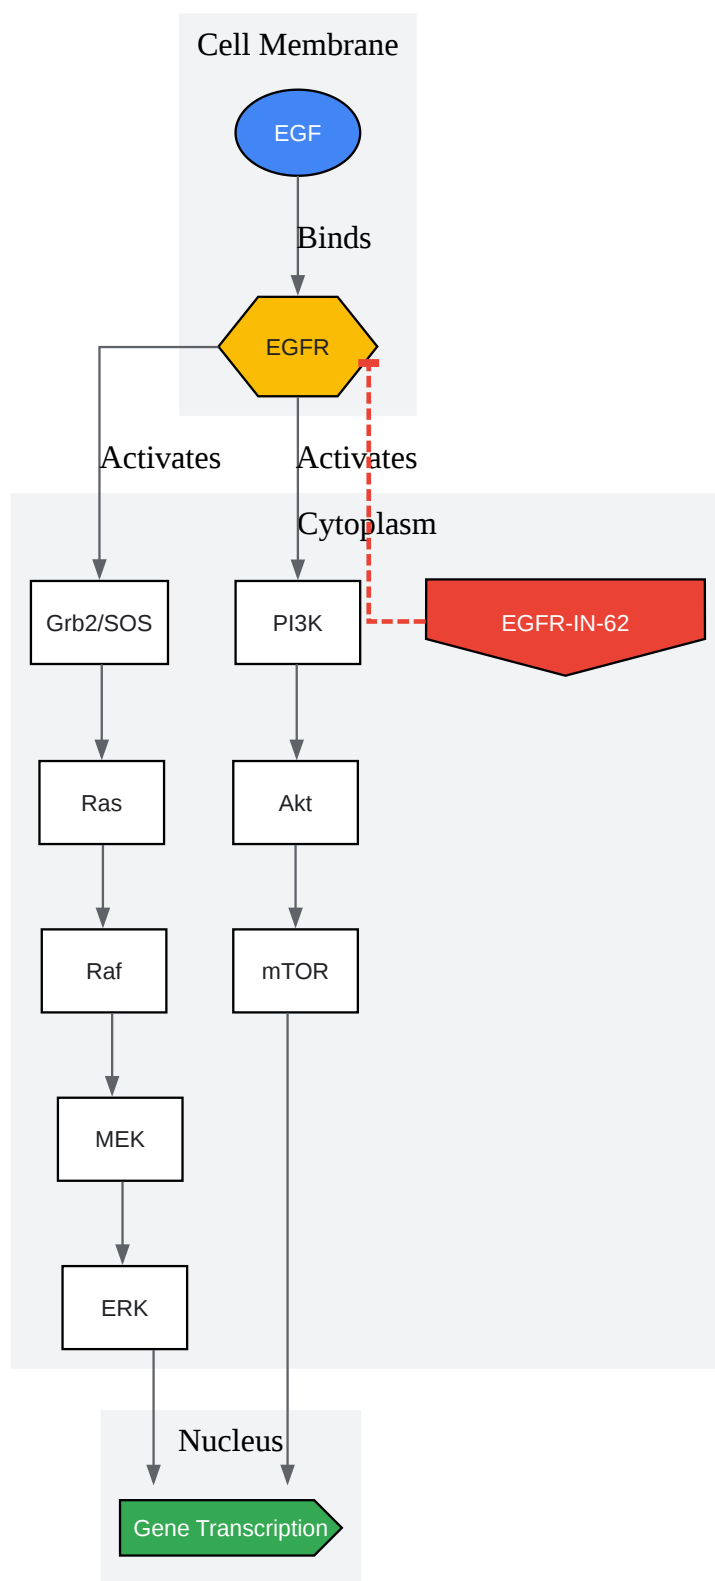 Cell Membrane
EGF
Binds
EGFR
Activates
Activates
Cytoplasm
Grb2/SOS
PI3K
EGFR-IN-62
Ras
Akt
Raf
mTOR
MEK
ERK
Nucleus
Gene Transcription